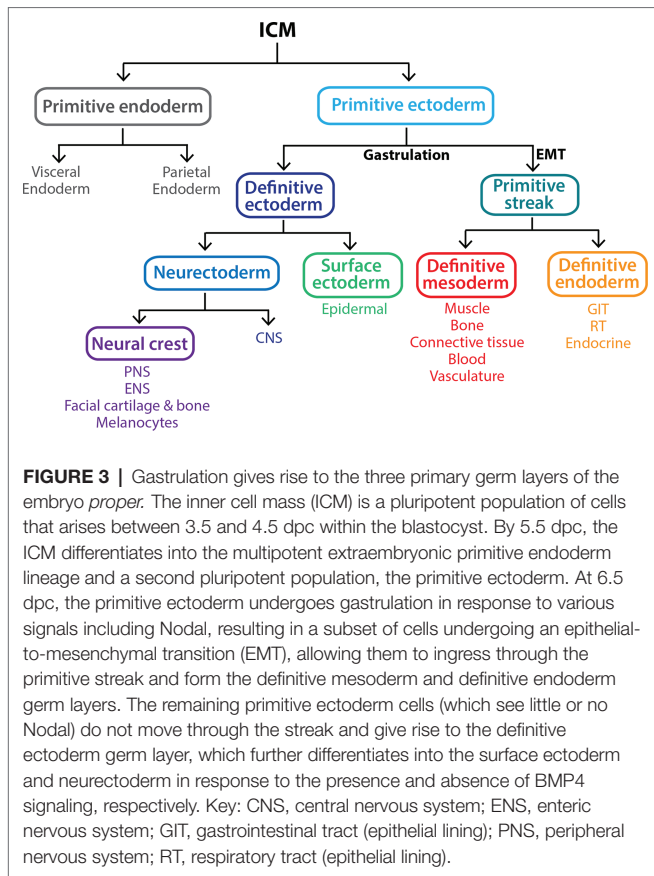 ICM
Primitive endoderm
Primitive ectoderm
Gastrulation
EMT
Visceral
Endoderm
Parietal
Endoderm
Definitive
ectoderm
Primitive
streak
Neurectoderm
Surface
ectoderm
Definitive
mesoderm
Definitive
endoderm
Epidermal
Muscle
Bone
Connective tissue
Blood
Vasculature
GIT
RT
Endocrine
Neural crest
CNS
PNS
ENS
Facial cartilage & bone
Melanocytes
FIGURE 3 | Gastrulation gives rise to the three primary germ layers of the
embryo proper. The inner cell mass (ICM) is a pluripotent population of cells
that arises between 3.5 and 4.5 dpc within the blastocyst. By 5.5 dpc, the
ICM differentiates into the multipotent extraembryonic primitive endoderm
lineage and a second pluripotent population, the primitive ectoderm. At 6.5
dpc, the primitive ectoderm undergoes gastrulation in response to various
signals including Nodal, resulting in a subset of cells undergoing an epithelial-
to-mesenchymal transition (EMT), allowing them to ingress through the
primitive streak and form the definitive mesoderm and definitive endoderm
germ layers. The remaining primitive ectoderm cells (which see little or no
Nodal) do not move through the streak and give rise to the definitive
ectoderm germ layer, which further differentiates into the surface ectoderm
and neurectoderm in response to the presence and absence of BMP4
signaling, respectively. Key: CNS, central nervous system; ENS, enteric
nervous system; GIT, gastrointestinal tract (epithelial lining); PNS, peripheral
nervous system; RT, respiratory tract (epithelial lining).